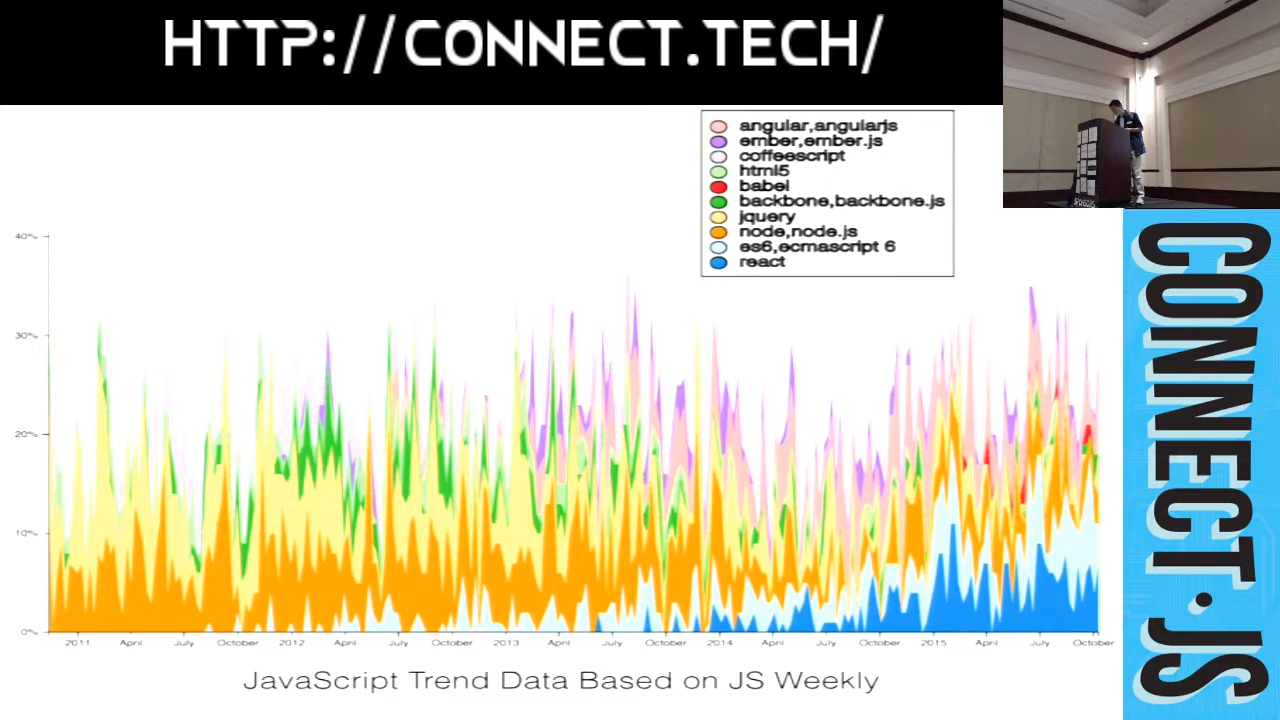 HTTP://CONNECT.TECH/
angular,angularjs
ember,ember.js
coffeescript
html5
babel
backbone,backbone.js
jquery
node,node.js
es6,ecmascript 6
react
40%
30%
20%
10%
0%
2011 April July October 2012 April July October 2013 April July October 2014 April July October 2015 April July October
JavaScript Trend Data Based on JS Weekly
CONNECT·JS